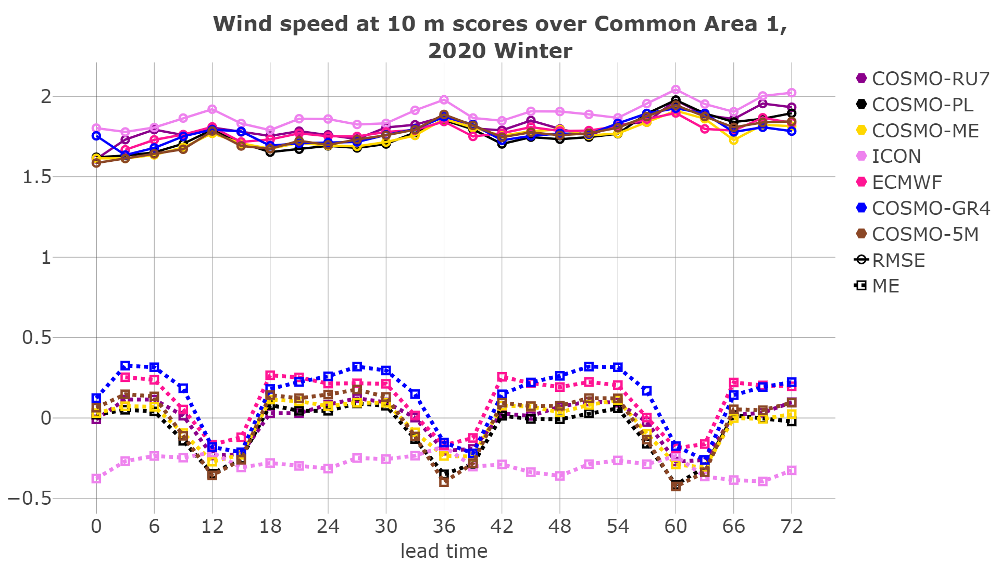 Wind speed at 10 m scores over Common Area 1,
2020 Winter
2
1.5
1
0.5
0
−0.5
0 6 12 18 24 30 36 42 48 54 60 66 72
lead time
COSMO-RU7
COSMO-PL
COSMO-ME
ICON
ECMWF
COSMO-GR4
COSMO-5M
RMSE
ME